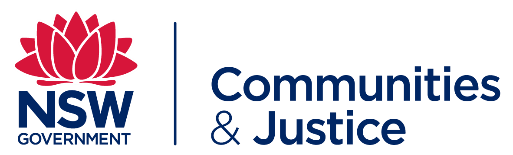 NSW
GOVERNMENT
Communities
& Justice